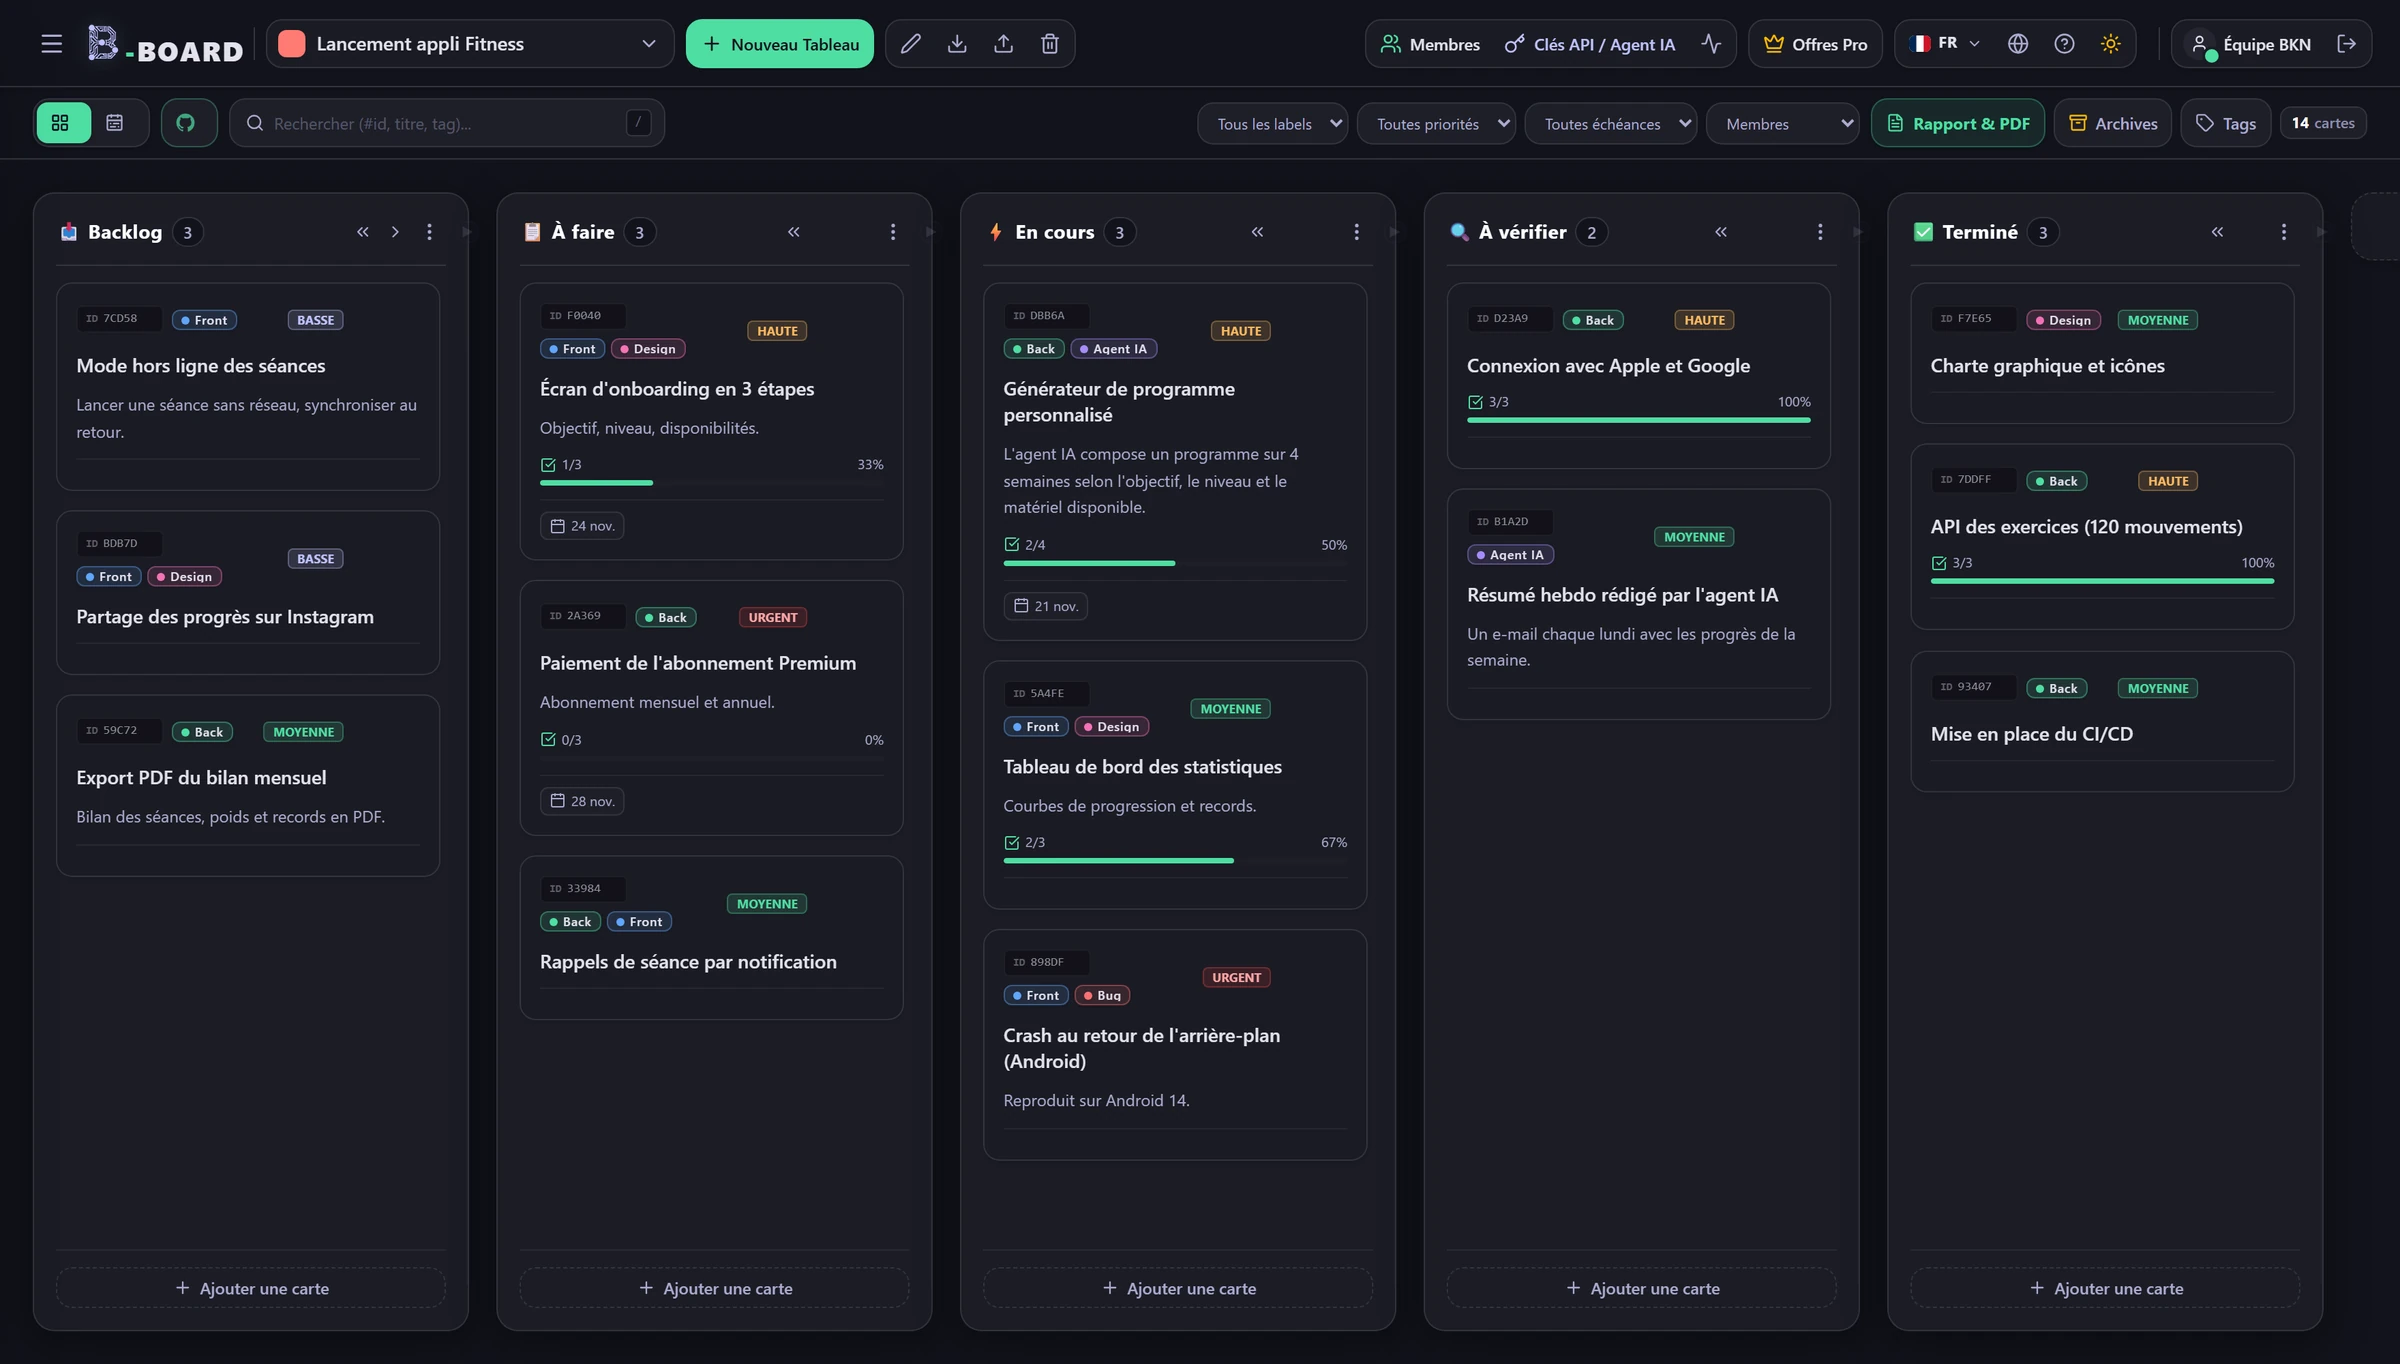 B-BOARD
Lancement appli Fitness
Nouveau Tableau
Membres
Clés API / Agent IA
Offres Pro
FR
Équipe BKN
Rechercher (#id, titre, tag)...
/
Tous les labels
Toutes priorités
Toutes échéances
Membres
Rapport & PDF
Archives
Tags
14 cartes
Backlog 3
ID 7CD58 Front BASSE
Mode hors ligne des séances
Lancer une séance sans réseau, synchroniser au
retour.
ID BDB7D
BASSE
Front Design
Partage des progrès sur Instagram
ID 59C72 Back MOYENNE
Export PDF du bilan mensuel
Bilan des séances, poids et records en PDF.
Ajouter une carte
À faire 3
ID F0040
HAUTE
Front Design
Écran d'onboarding en 3 étapes
Objectif, niveau, disponibilités.
1/3 33%
24 nov.
ID 2A369 Back URGENT
Paiement de l'abonnement Premium
Abonnement mensuel et annuel.
0/3 0%
28 nov.
ID 33984
MOYENNE
Back Front
Rappels de séance par notification
Ajouter une carte
En cours 3
ID DBB6A
HAUTE
Back Agent IA
Générateur de programme
personnalisé
L'agent IA compose un programme sur 4
semaines selon l'objectif, le niveau et le
matériel disponible.
2/4 50%
21 nov.
ID 5A4FE
MOYENNE
Front Design
Tableau de bord des statistiques
Courbes de progression et records.
2/3 67%
ID 898DF
URGENT
Front Bug
Crash au retour de l'arrière-plan
(Android)
Reproduit sur Android 14.
Ajouter une carte
À vérifier 2
ID D23A9 Back HAUTE
Connexion avec Apple et Google
3/3 100%
ID B1A2D
MOYENNE
Agent IA
Résumé hebdo rédigé par l'agent IA
Un e-mail chaque lundi avec les progrès de la
semaine.
Ajouter une carte
Terminé 3
ID F7E65 Design MOYENNE
Charte graphique et icônes
ID 7DDFF Back HAUTE
API des exercices (120 mouvements)
3/3 100%
ID 93407 Back MOYENNE
Mise en place du CI/CD
Ajouter une carte